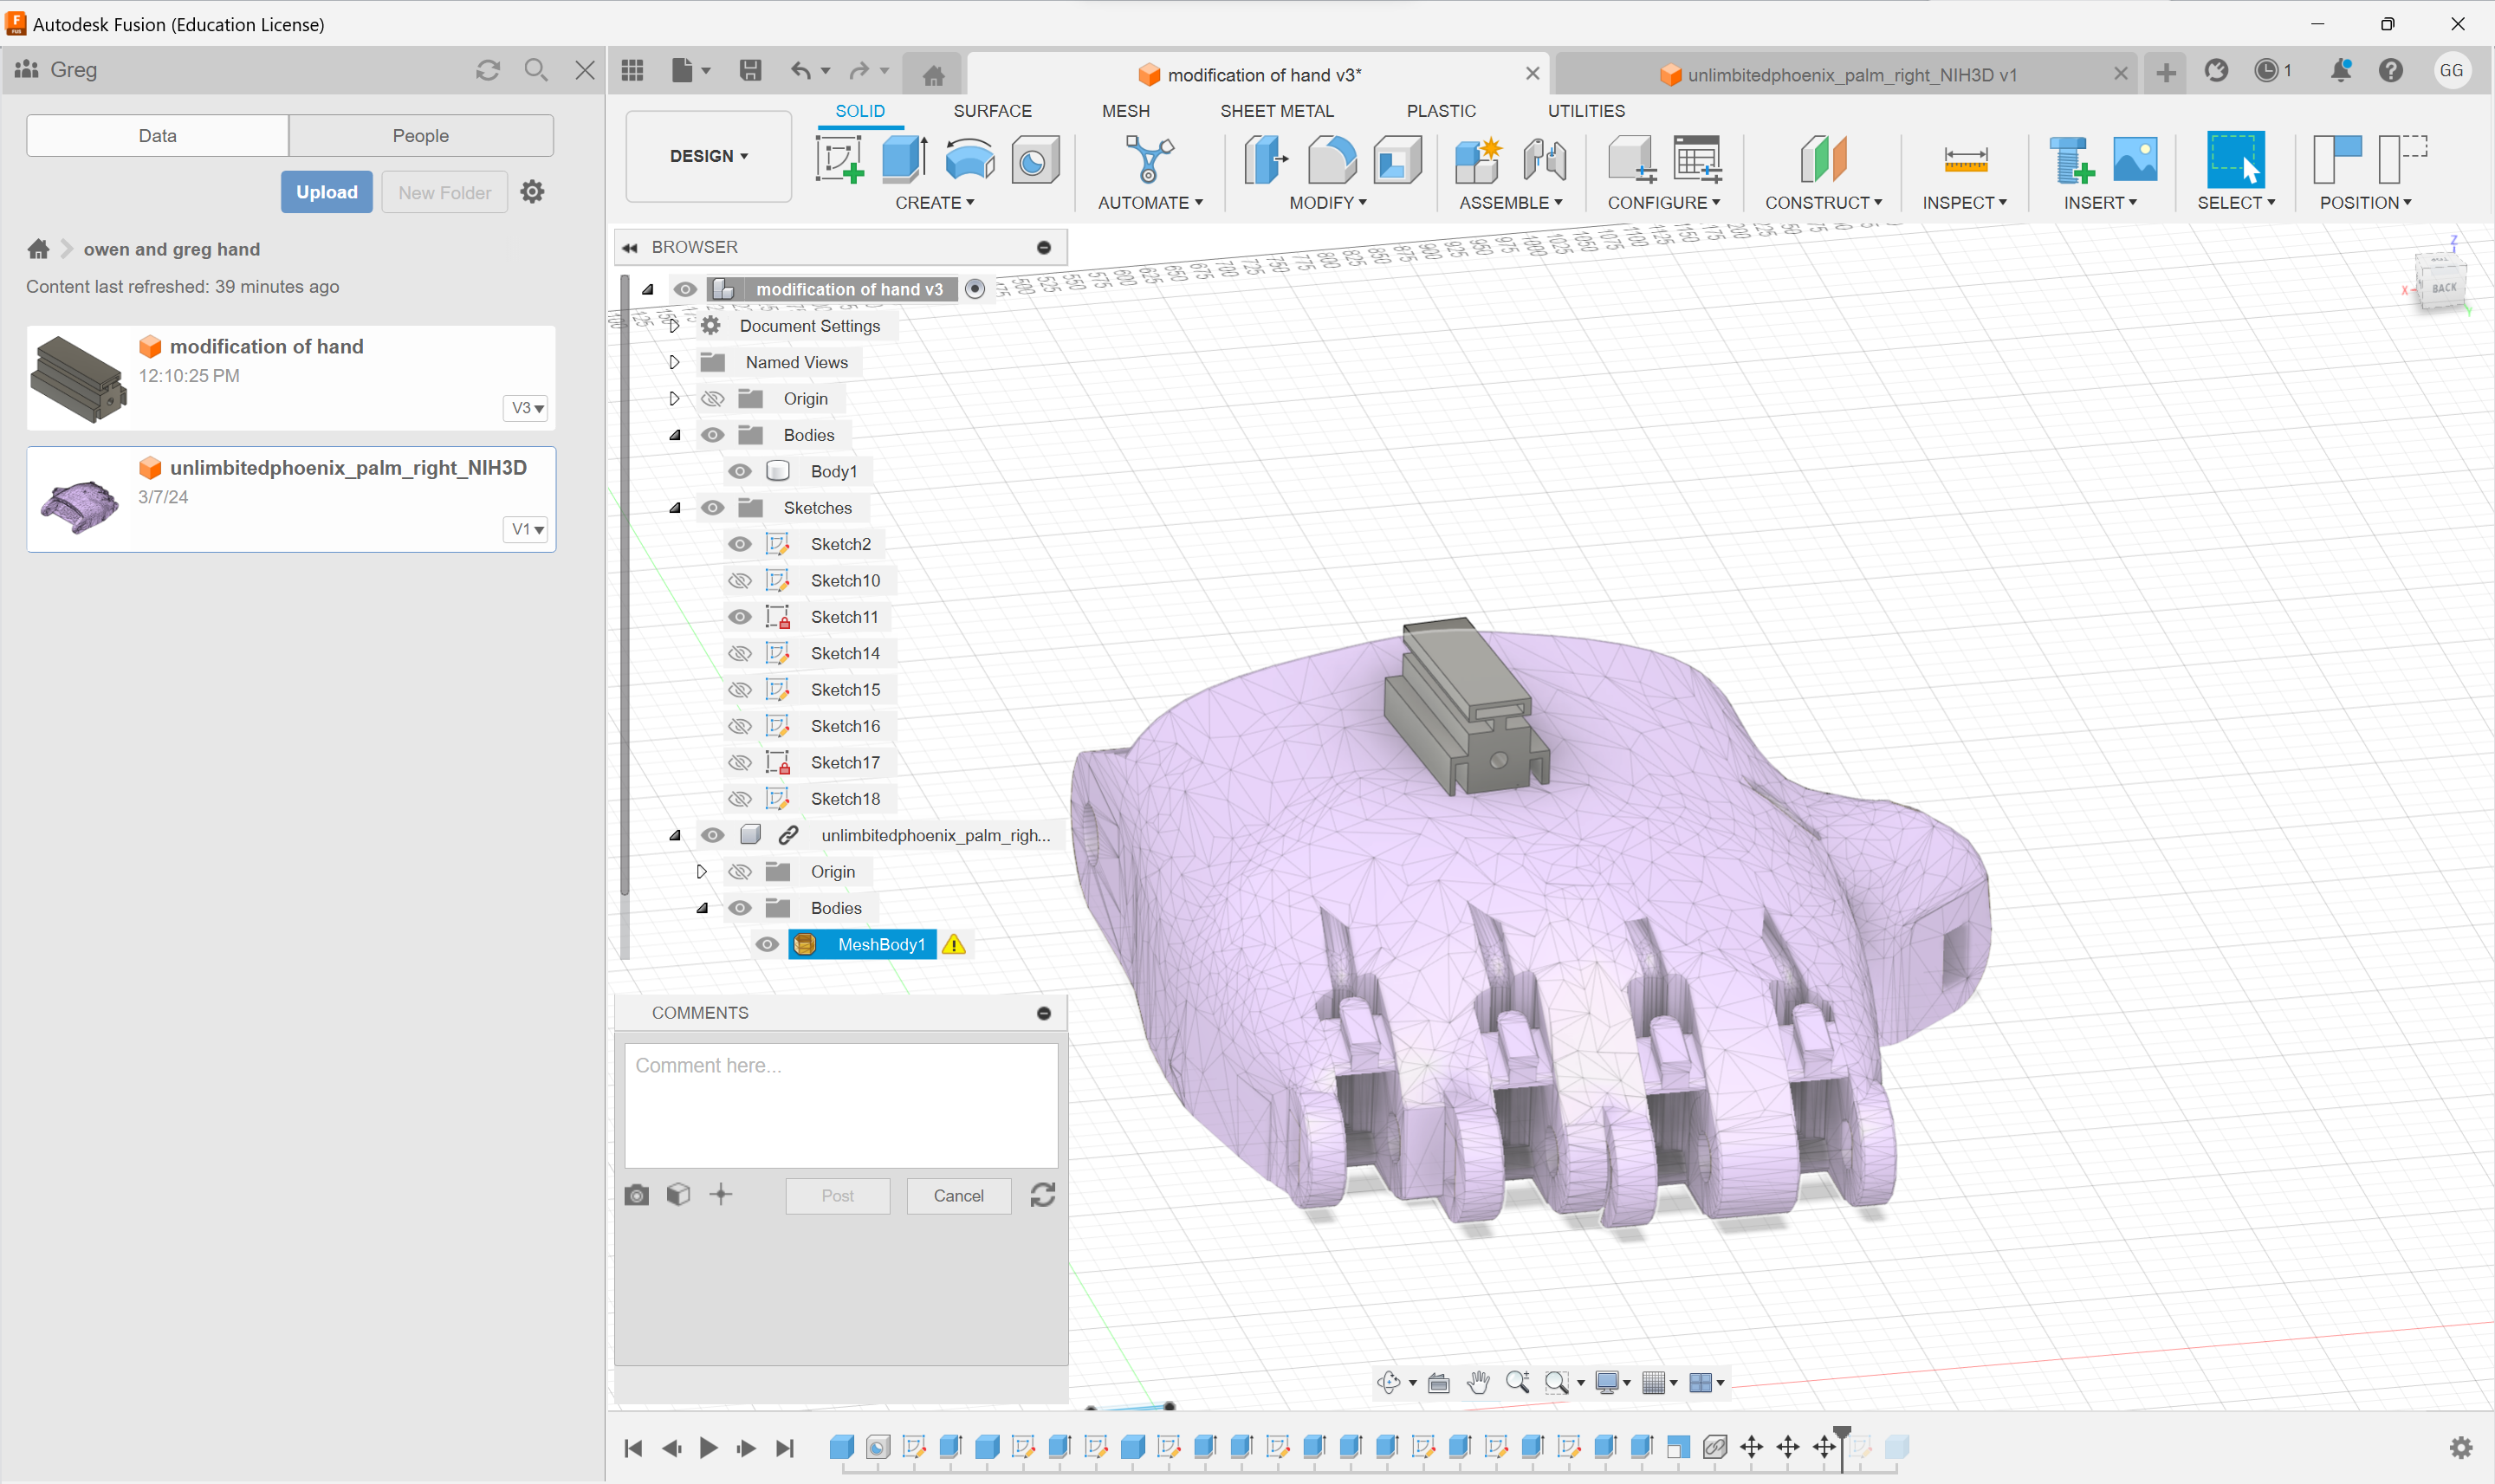 Autodesk Fusion (Education License)
Greg
Data
People
Upload
New Folder
owen and greg hand
Content last refreshed: 39 minutes ago
modification of hand
12:10:25 PM
V3
unlimbitedphoenix_palm_right_NIH3D
3/7/24
V1
modification of hand v3*
unlimbitedphoenix_palm_right_NIH3D v1
1
GG
DESIGN
SOLID
SURFACE
MESH
SHEET METAL
PLASTIC
UTILITIES
CREATE
AUTOMATE
MODIFY
ASSEMBLE
CONFIGURE
CONSTRUCT
INSPECT
INSERT
SELECT
POSITION
BROWSER
modification of hand v3
Document Settings
Named Views
Origin
Bodies
Body1
Sketches
Sketch2
Sketch10
Sketch11
Sketch14
Sketch15
Sketch16
Sketch17
Sketch18
unlimbitedphoenix_palm_righ...
Origin
Bodies
MeshBody1
COMMENTS
Comment here...
Post
Cancel
Z
BACK
X